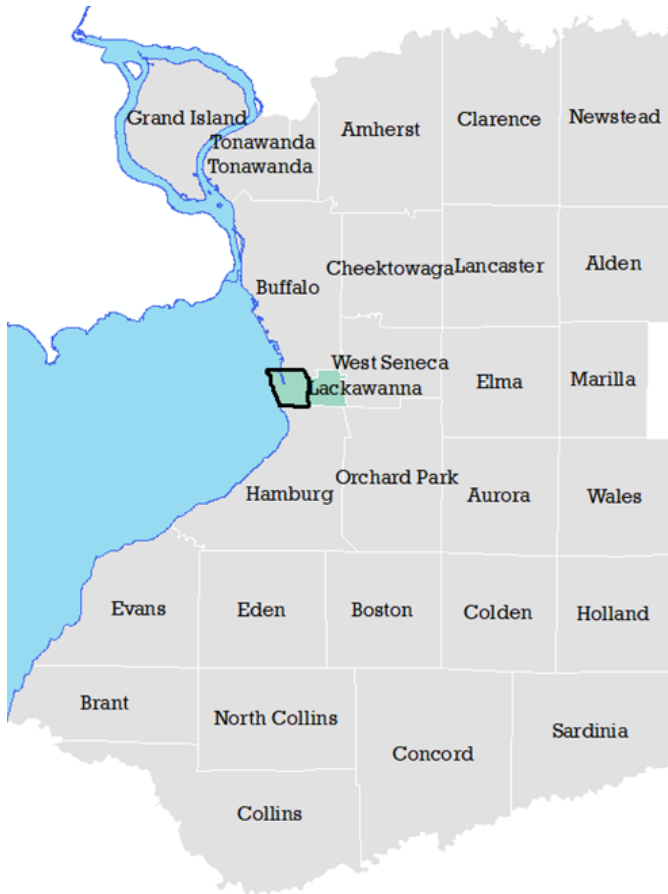 Grand Island
Tonawanda
Tonawanda
Amherst
Clarence
Newstead
Buffalo
Cheektowaga
Lancaster
Alden
West Seneca
Lackawanna
Elma
Marilla
Hamburg
Orchard Park
Aurora
Wales
Evans
Eden
Boston
Colden
Holland
Brant
North Collins
Concord
Sardinia
Collins